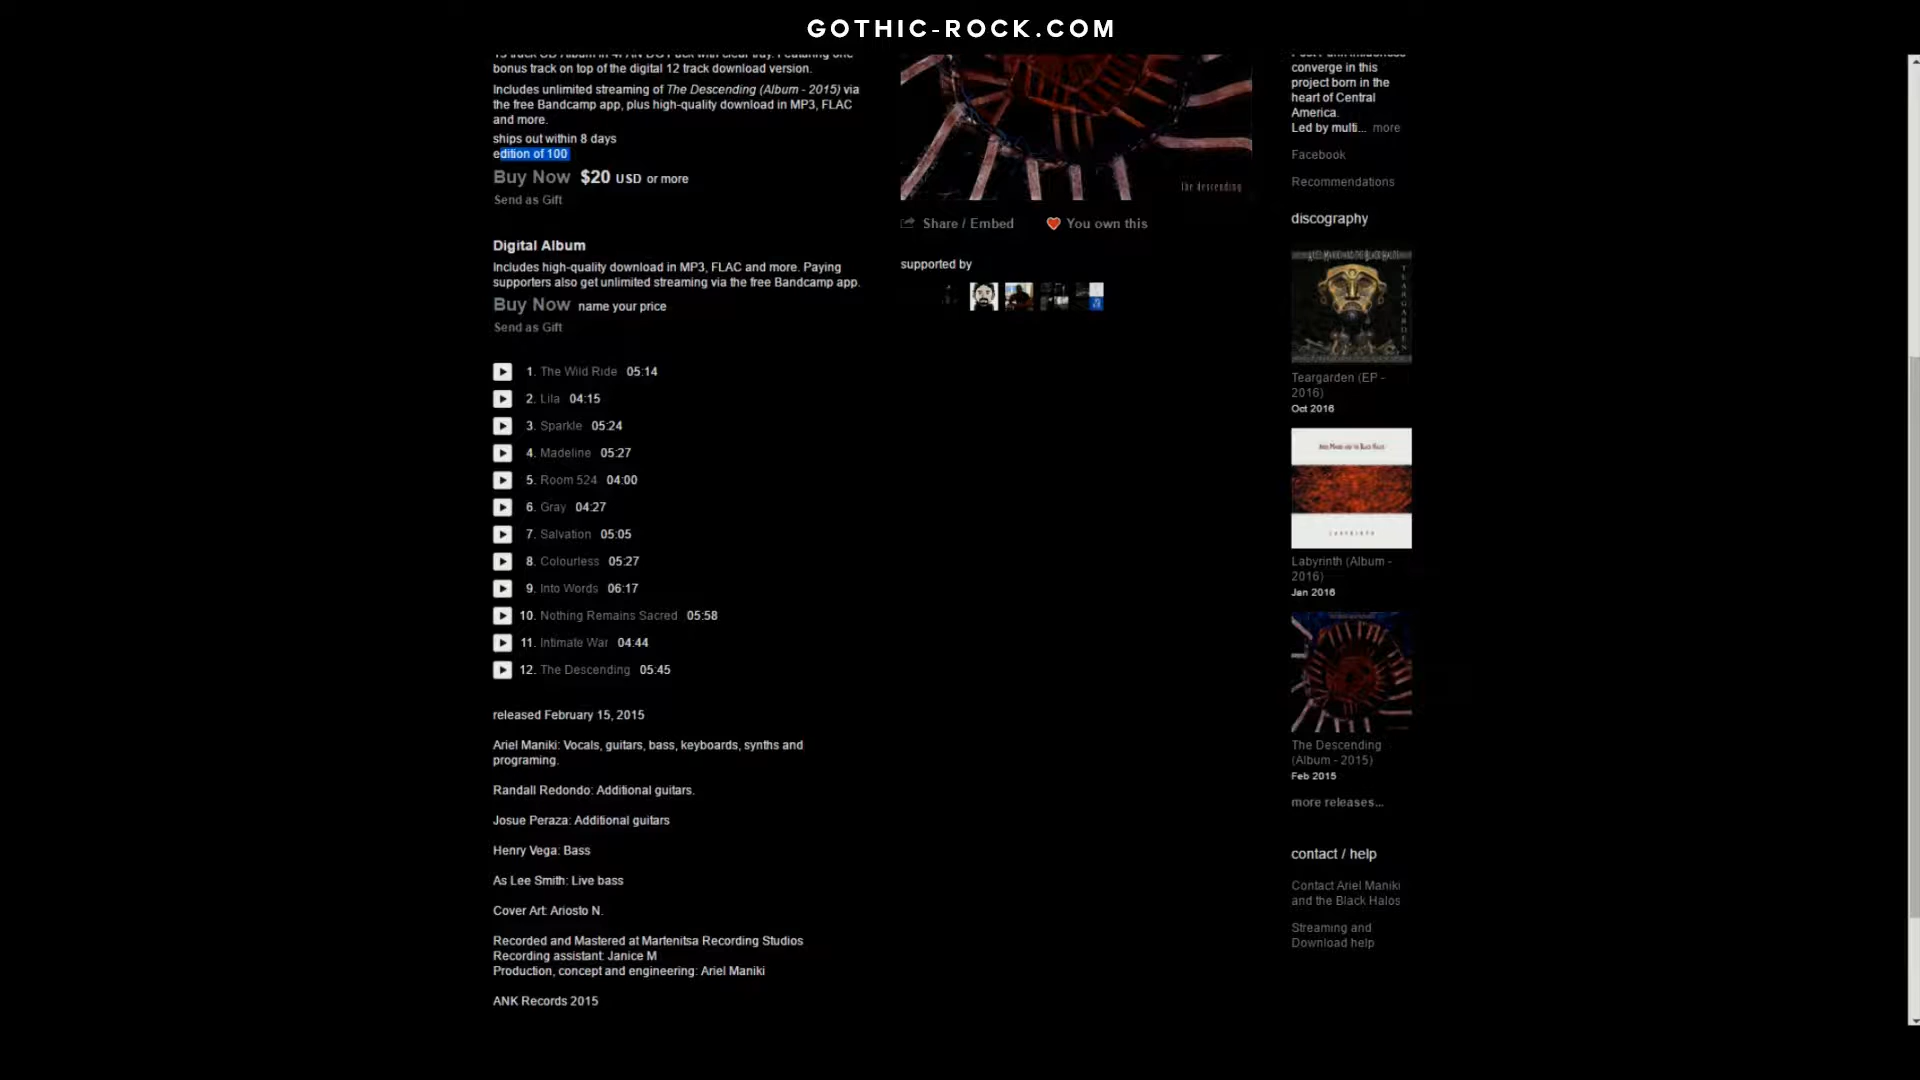 GOTHIC-ROCK.COM
bonus track on top of the digital 12 track download version.
Includes unlimited streaming of The Descending (Album - 2015) via
the free Bandcamp app, plus high-quality download in MP3, FLAC
and more.
ships out within 8 days
edition of 100
Buy Now $20 USD or more
Send as Gift
Digital Album
Includes high-quality download in MP3, FLAC and more. Paying
supporters also get unlimited streaming via the free Bandcamp app.
Buy Now name your price
Send as Gift
1. The Wild Ride 05:14
2. Lila 04:15
3. Sparkle 05:24
4. Madeline 05:27
5. Room 524 04:00
6. Gray 04:27
7. Salvation 05:05
8. Colourless 05:27
9. Into Words 06:17
10. Nothing Remains Sacred 05:58
11. Intimate War 04:44
12. The Descending 05:45
released February 15, 2015
Ariel Maniki: Vocals, guitars, bass, keyboards, synths and
programing.
Randall Redondo: Additional guitars.
Josue Peraza: Additional guitars
Henry Vega: Bass
As Lee Smith: Live bass
Cover Art: Ariosto N.
Recorded and Mastered at Martenitsa Recording Studios
Recording assistant: Janice M
Production, concept and engineering: Ariel Maniki
ANK Records 2015
The descending
Share / Embed
You own this
supported by
converge in this
project born in the
heart of Central
America.
Led by multi... more
Facebook
Recommendations
discography
TEARGARDEN
Teargarden (EP -
2016)
Oct 2016
Ariel Maniki and the Black Halos
LABYRINTH
Labyrinth (Album -
2016)
Jan 2016
The Descending
(Album - 2015)
Feb 2015
more releases...
contact / help
Contact Ariel Maniki
and the Black Halos
Streaming and
Download help